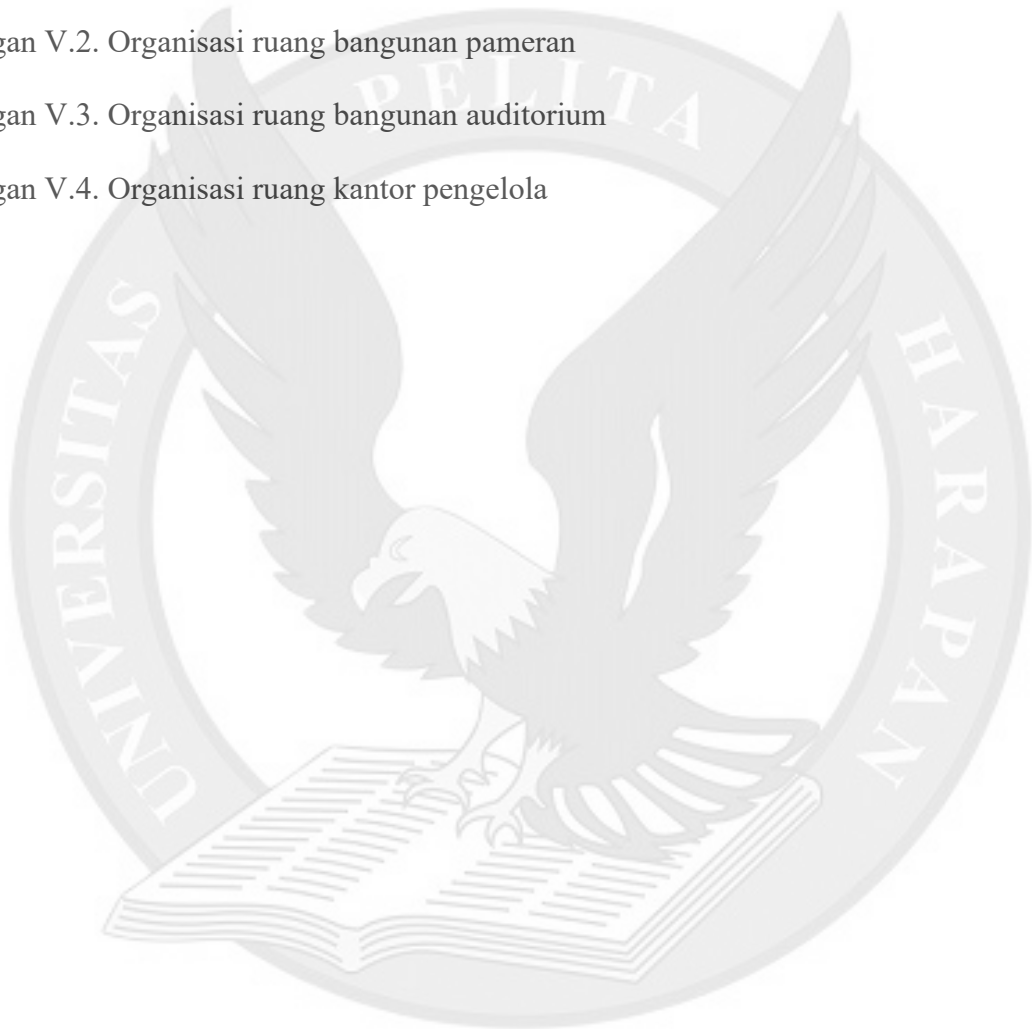 gan V.2. Organisasi ruang bangunan pameran
gan V.3. Organisasi ruang bangunan auditorium
gan V.4. Organisasi ruang kantor pengelola
UNIVERSITAS PELITA HARAPAN